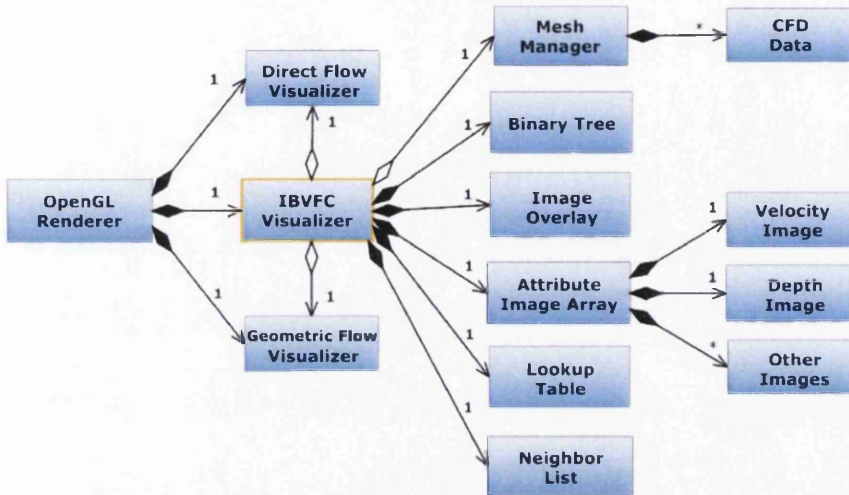 Mesh
Manager
*
CFD
Data
1
Direct Flow
Visualizer
1
1
1
Binary Tree
OpenGL
Renderer
1
IBVFC
Visualizer
1
Image
Overlay
1
Velocity
Image
1
Attribute
Image Array
1
Depth
Image
1
1
Geometric Flow
Visualizer
1
Lookup
Table
*
Other
Images
1
Neighbor
List